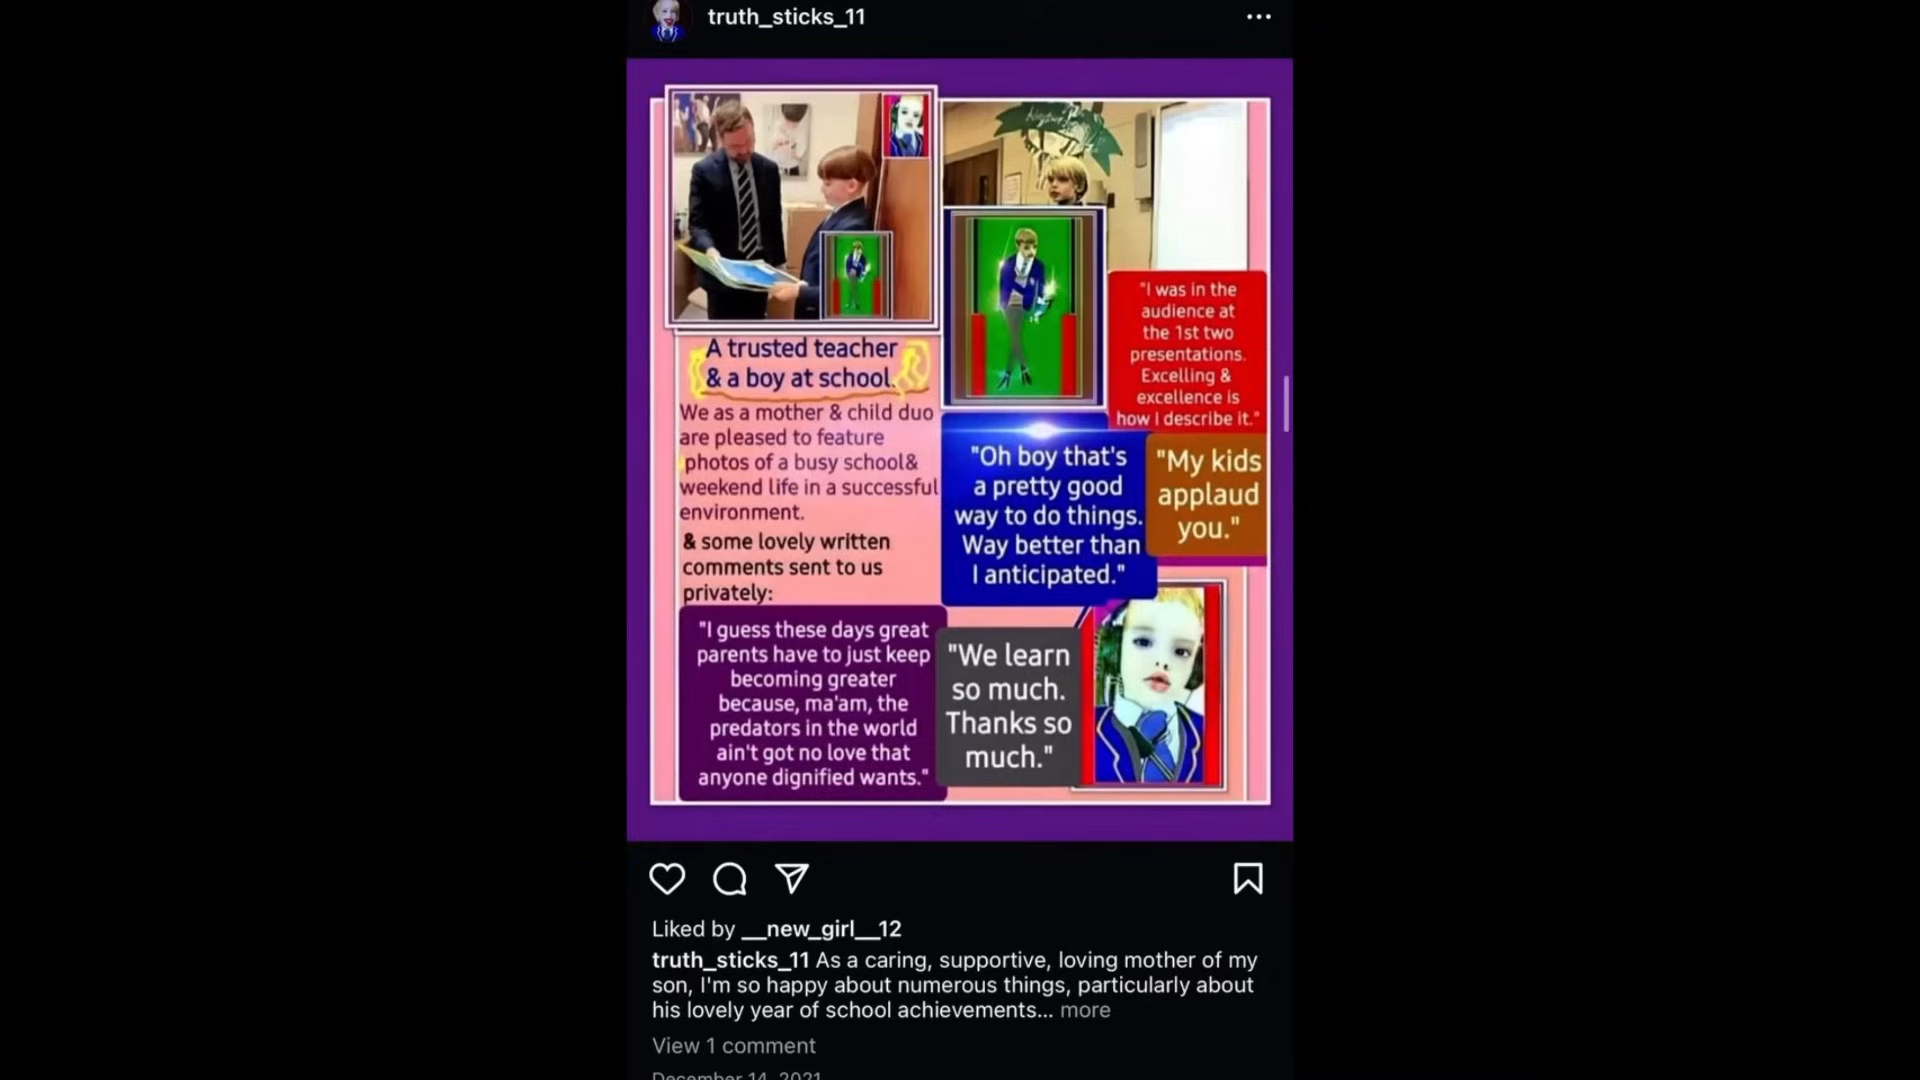 truth_sticks_11
A trusted teacher
& a boy at school.
We as a mother & child duo
are pleased to feature
photos of a busy school&
weekend life in a successful
environment.
& some lovely written
comments sent to us
privately:
"I guess these days great
parents have to just keep
becoming greater
because, ma'am, the
predators in the world
ain't got no love that
anyone dignified wants."
"I was in the
audience at
the 1st two
presentations.
Excelling &
excellence is
how I describe it."
"Oh boy that's
a pretty good
way to do things.
Way better than
I anticipated."
"My kids
applaud
you."
"We learn
so much.
Thanks so
much."
Liked by __new_girl__12
truth_sticks_11 As a caring, supportive, loving mother of my
son, I'm so happy about numerous things, particularly about
his lovely year of school achievements... more
View 1 comment
December 14, 2021